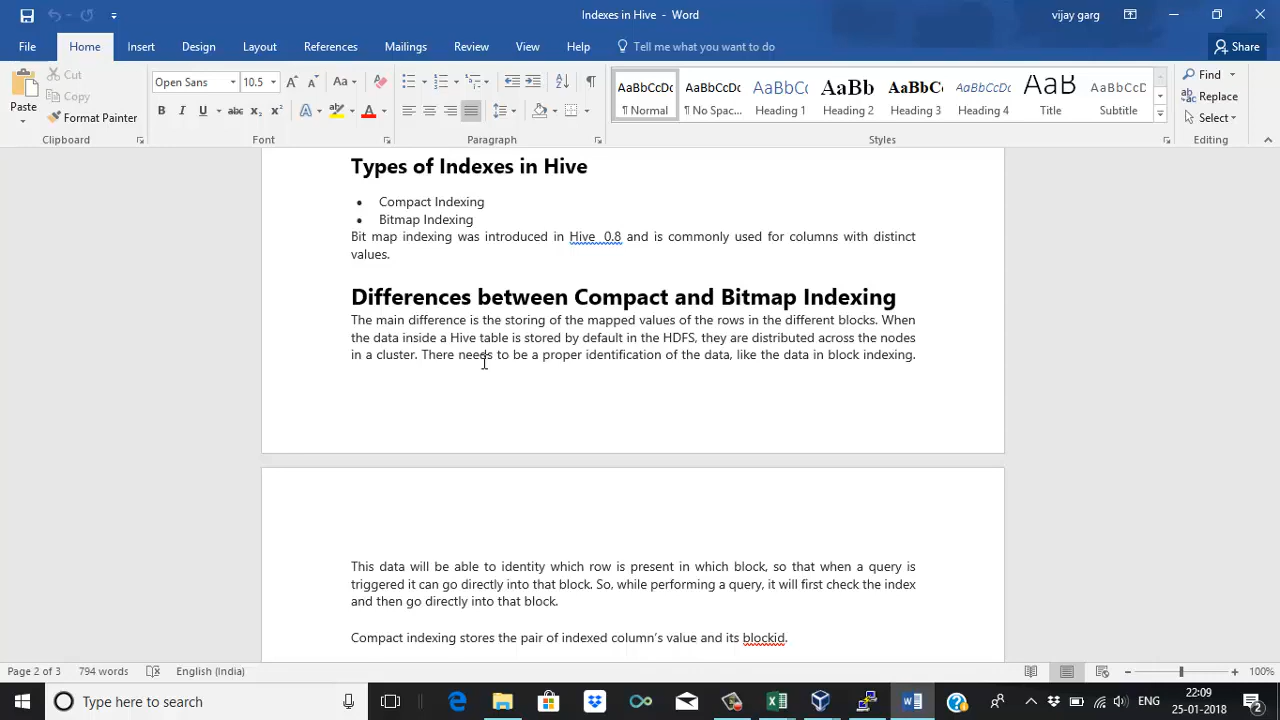 Indexes in Hive - Word
vijay garg
File Home Insert Design Layout References Mailings Review View Help Tell me what you want to do Share
Paste
Cut
Copy
Format Painter
Open Sans 10.5
Aa
B I U abc x₂ x²
A A
AaBbCcDc AaBbCcDc AaBbCc AaBb AaBbCc AaBbCcDc AaB AaBbCcD
¶ Normal ¶ No Spac... Heading 1 Heading 2 Heading 3 Heading 4 Title Subtitle
Find
Replace
Select
Clipboard Font Paragraph Styles Editing
Types of Indexes in Hive
• Compact Indexing
• Bitmap Indexing
Bit map indexing was introduced in Hive 0.8 and is commonly used for columns with distinct
values.
Differences between Compact and Bitmap Indexing
The main difference is the storing of the mapped values of the rows in the different blocks. When
the data inside a Hive table is stored by default in the HDFS, they are distributed across the nodes
in a cluster. There needs to be a proper identification of the data, like the data in block indexing.
This data will be able to identity which row is present in which block, so that when a query is
triggered it can go directly into that block. So, while performing a query, it will first check the index
and then go directly into that block.
Compact indexing stores the pair of indexed column's value and its blockid.
Page 2 of 3 794 words English (India) 100%
Type here to search
ENG
22:09
25-01-2018
2